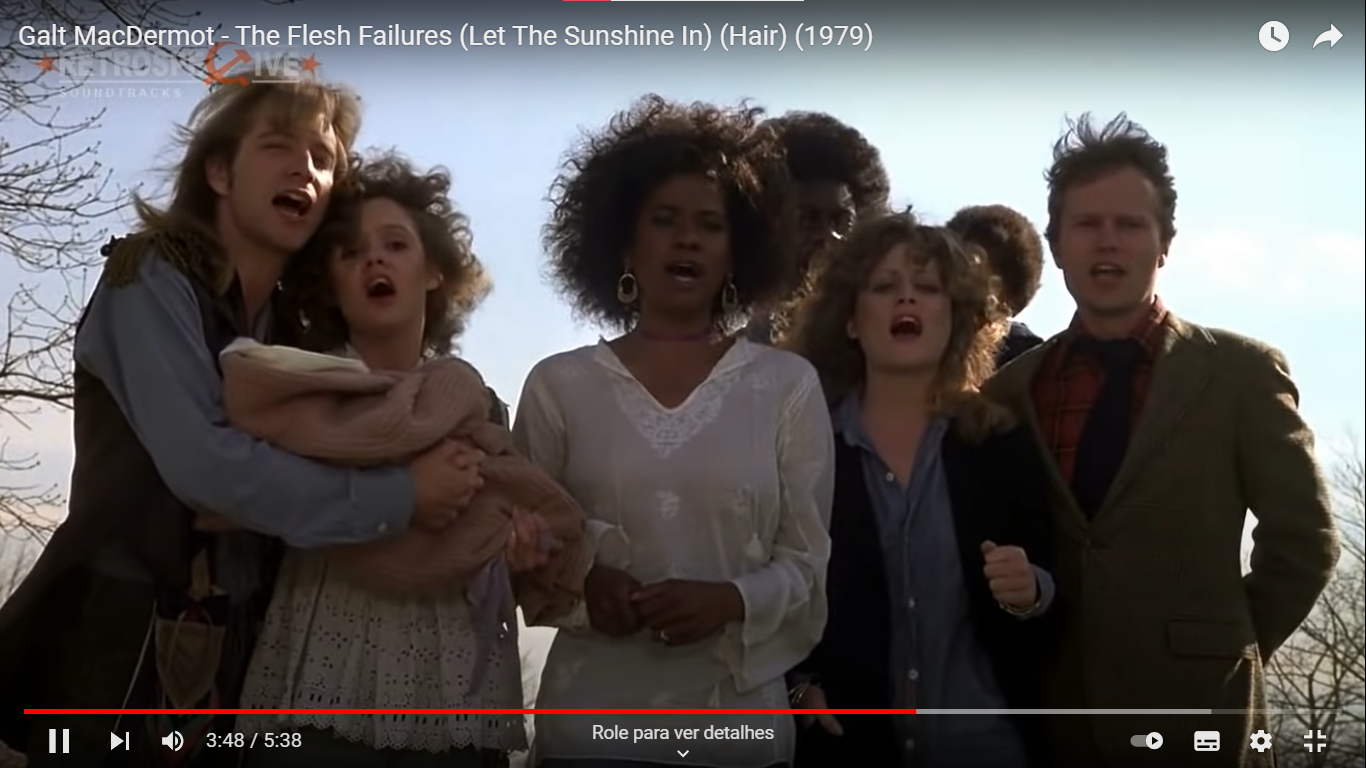 Galt MacDermot - The Flesh Failures (Let The Sunshine In) (Hair) (1979)
SOUNDTRACKS
3:48 / 5:38
Role para ver detalhes